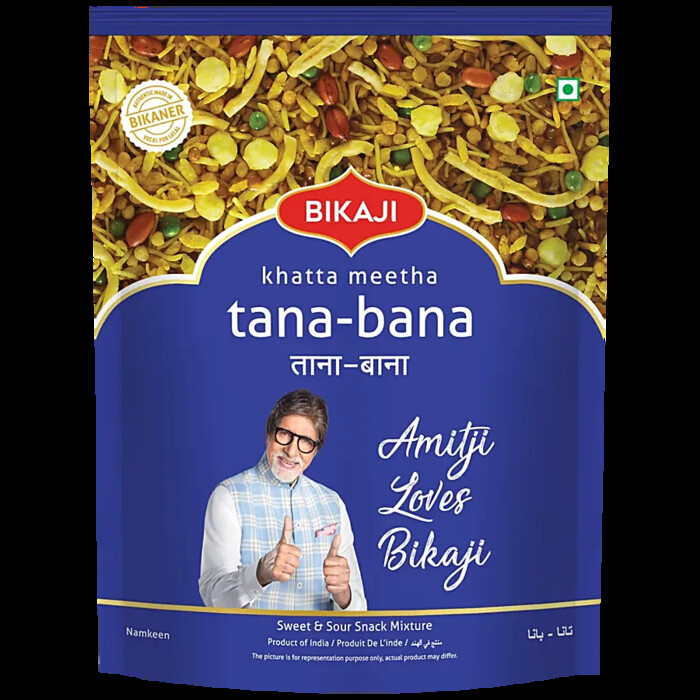 AUTHENTIC MADE IN
BIKANER
VOCAL FOR LOCAL
BIKAJI
khatta meetha
tana-bana
ताना-बाना
Amitji
Loves
Bikaji
Sweet & Sour Snack Mixture
Namkeen
Product of India / Produit De L'inde / منتج في الهند
تانا - بانا
The picture is for representation purpose only, actual product may differ.